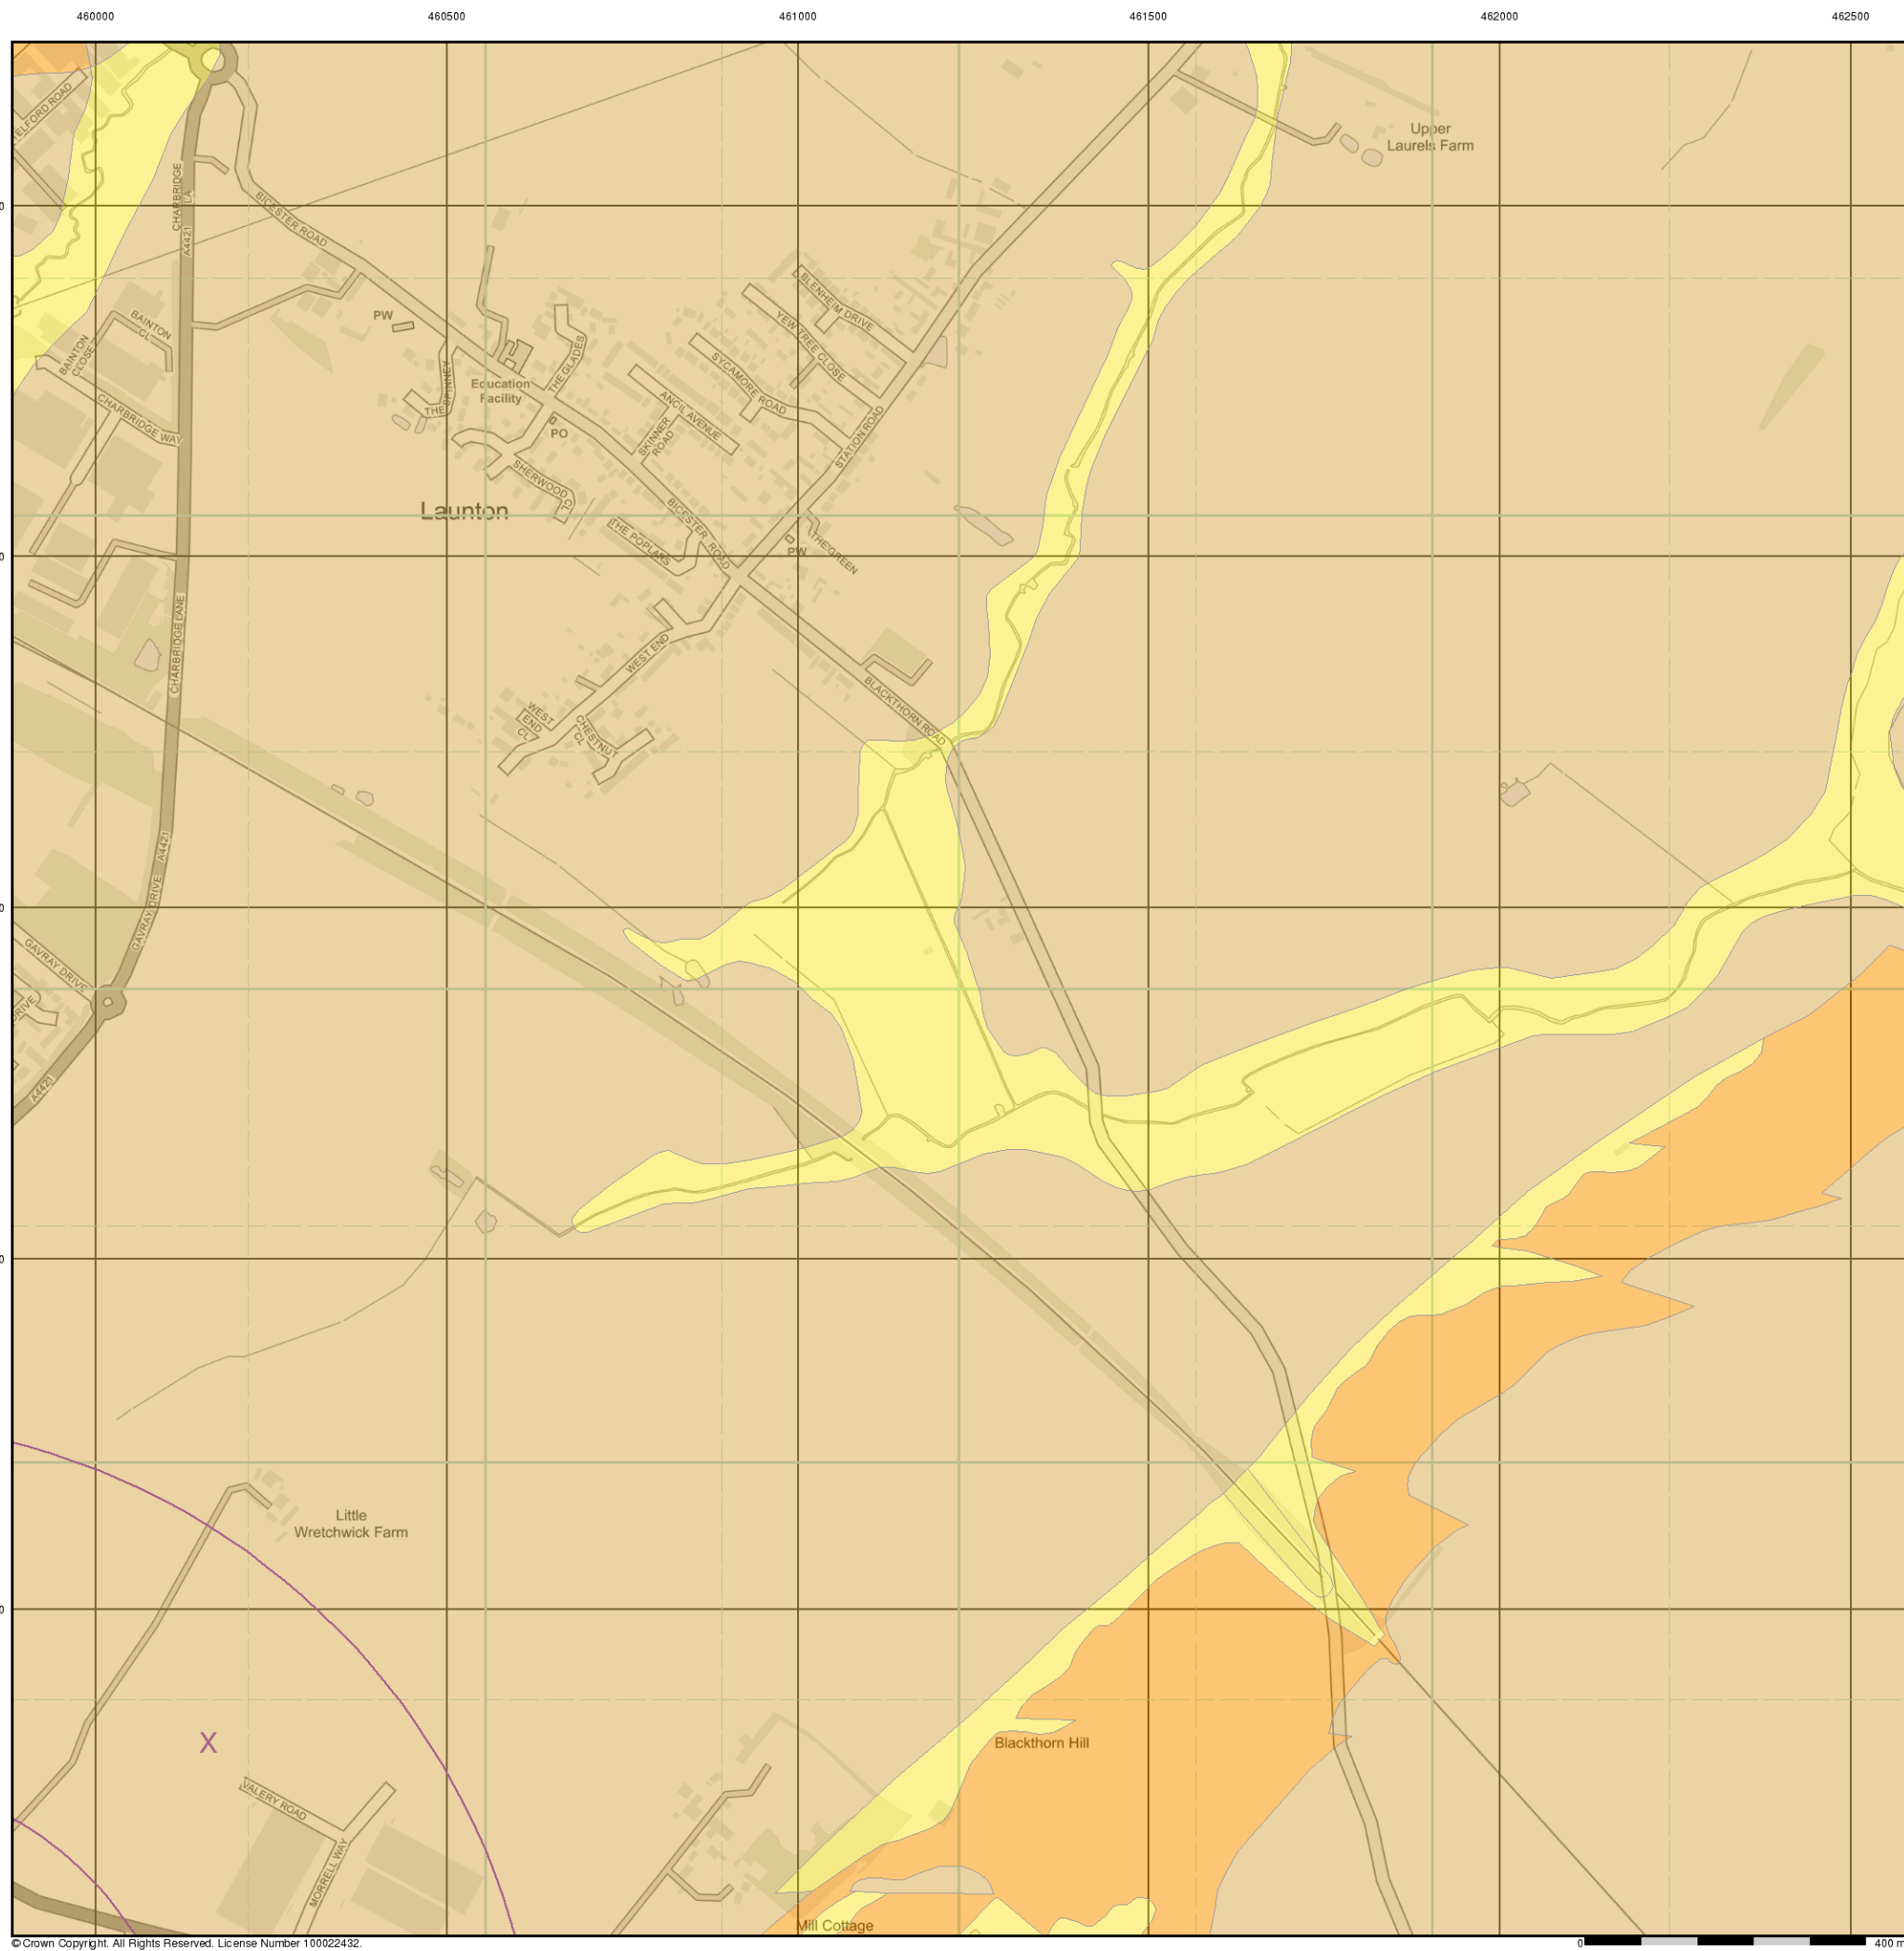 460000
460500
461000
461500
462000
462500
TELFORD ROAD
CHARBRIDGE
LA
A4421
BICESTER ROAD
Upper
Laurels Farm
BAINTON
CL
BAINTON
CLOSE
PW
BLENHEIM DRIVE
YEW TREE CLOSE
SYCAMORE ROAD
THE GLADES
THE SPINNEY
Education
Facility
ANCIL AVENUE
SKINNER
ROAD
STATION ROAD
CHARBRIDGE WAY
PO
SHERWOOD
CL
Launton
BICESTER ROAD
THE POPLARS
PW
THE GREEN
CHARBRIDGE LANE
WEST END
WEST
END
CL
CHESTNUT
CL
BLACKTHORN ROAD
A4421
GAVRAY DRIVE
GAVRAY DRIVE
DRIVE
A4421
Little
Wretchwick Farm
X
VALERY ROAD
MORRELL WAY
Blackthorn Hill
Mill Cottage
© Crown Copyright. All Rights Reserved. License Number 100022432.
0
400 m